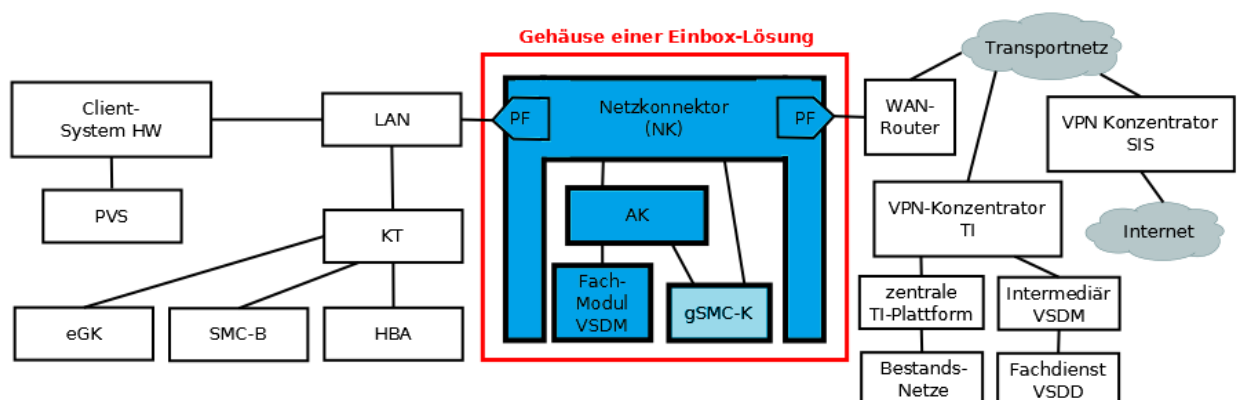 Gehäuse einer Einbox-Lösung
Transportnetz
Client-
System HW
LAN
PF
Netzkonnektor
(NK)
PF
WAN-
Router
VPN Konzentrator
SIS
PVS
KT
AK
VPN-Konzentrator
TI
Internet
eGK
SMC-B
HBA
Fach-
Modul
VSDM
gSMC-K
zentrale
TI-Plattform
Intermediär
VSDM
Bestands-
Netze
Fachdienst
VSDD